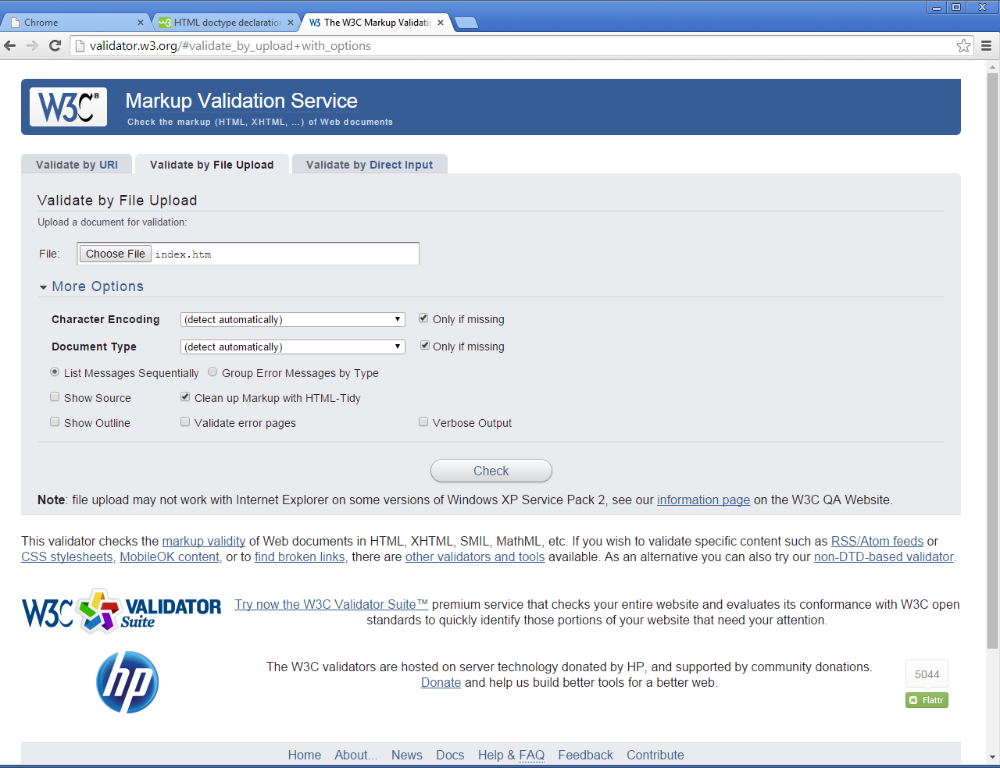 Chrome
HTML doctype declaration
W3 The W3C Markup Validati
validator.w3.org/#validate_by_upload+with_options
W3C® Markup Validation Service
Check the markup (HTML, XHTML, ...) of Web documents
Validate by URI
Validate by File Upload
Validate by Direct Input
Validate by File Upload
Upload a document for validation:
File: Choose File index.htm
More Options
Character Encoding (detect automatically) Only if missing
Document Type (detect automatically) Only if missing
List Messages Sequentially Group Error Messages by Type
Show Source Clean up Markup with HTML-Tidy
Show Outline Validate error pages Verbose Output
Check
Note: file upload may not work with Internet Explorer on some versions of Windows XP Service Pack 2, see our information page on the W3C QA Website.
This validator checks the markup validity of Web documents in HTML, XHTML, SMIL, MathML, etc. If you wish to validate specific content such as RSS/Atom feeds or
CSS stylesheets, MobileOK content, or to find broken links, there are other validators and tools available. As an alternative you can also try our non-DTD-based validator.
W3C VALIDATOR
Suite
Try now the W3C Validator Suite™ premium service that checks your entire website and evaluates its conformance with W3C open
standards to quickly identify those portions of your website that need your attention.
hp
The W3C validators are hosted on server technology donated by HP, and supported by community donations.
Donate and help us build better tools for a better web.
5044
Flattr
Home About... News Docs Help & FAQ Feedback Contribute